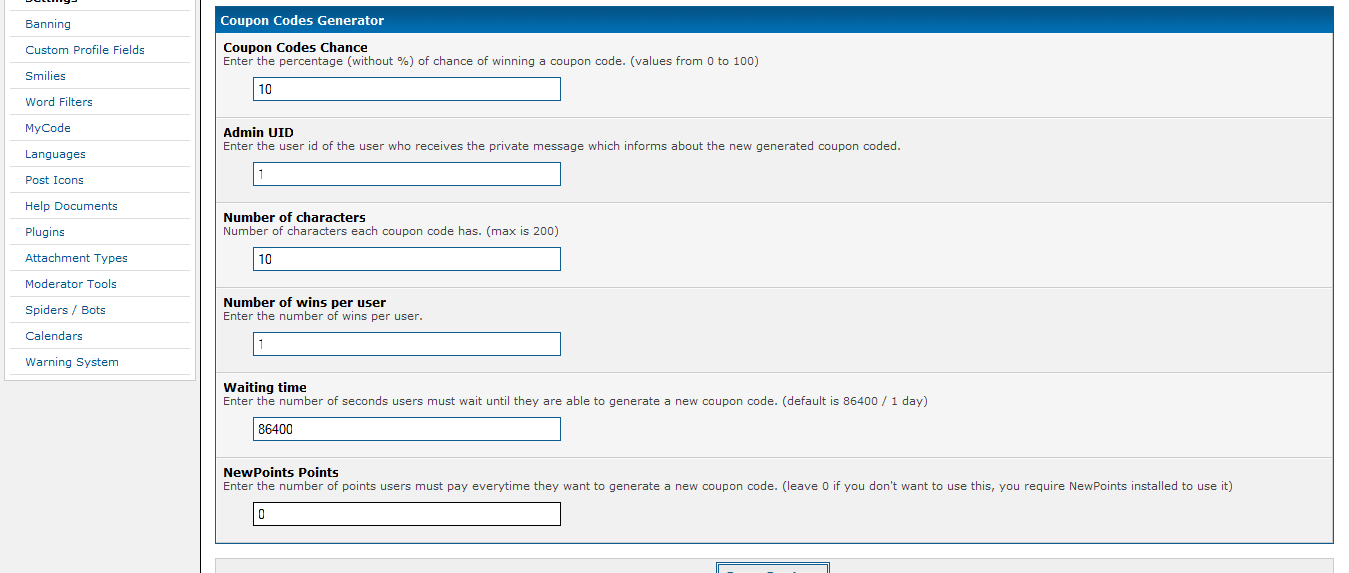 Settings
Banning
Custom Profile Fields
Smilies
Word Filters
MyCode
Languages
Post Icons
Help Documents
Plugins
Attachment Types
Moderator Tools
Spiders / Bots
Calendars
Warning System
Coupon Codes Generator
Coupon Codes Chance
Enter the percentage (without %) of chance of winning a coupon code. (values from 0 to 100)
10
Admin UID
Enter the user id of the user who receives the private message which informs about the new generated coupon coded.
1
Number of characters
Number of characters each coupon code has. (max is 200)
10
Number of wins per user
Enter the number of wins per user.
1
Waiting time
Enter the number of seconds users must wait until they are able to generate a new coupon code. (default is 86400 / 1 day)
86400
NewPoints Points
Enter the number of points users must pay everytime they want to generate a new coupon code. (leave 0 if you don't want to use this, you require NewPoints installed to use it)
0